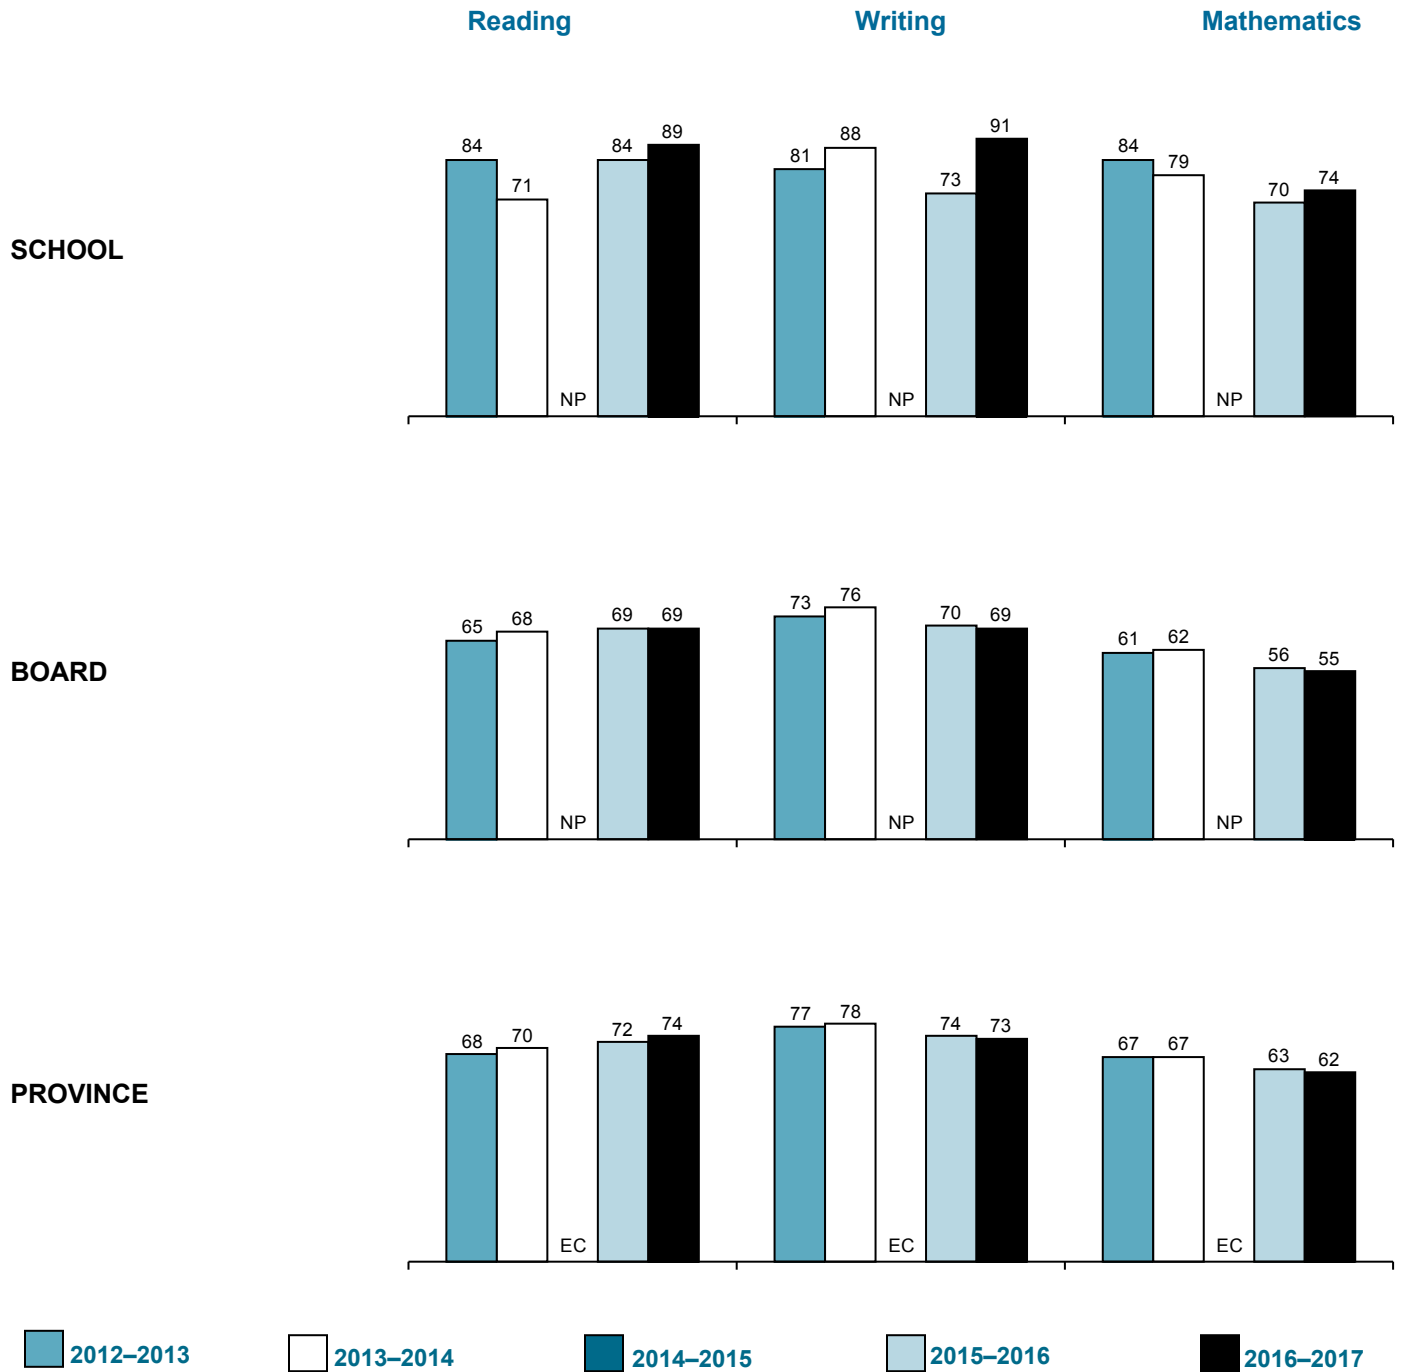 Reading Writing Mathematics
SCHOOL
84 71 NP 84 89 81 88 NP 73 91 84 79 NP 70 74
BOARD
65 68 NP 69 69 73 76 NP 70 69 61 62 NP 56 55
PROVINCE
68 70 EC 72 74 77 78 EC 74 73 67 67 EC 63 62
2012–2013 2013–2014 2014–2015 2015–2016 2016–2017